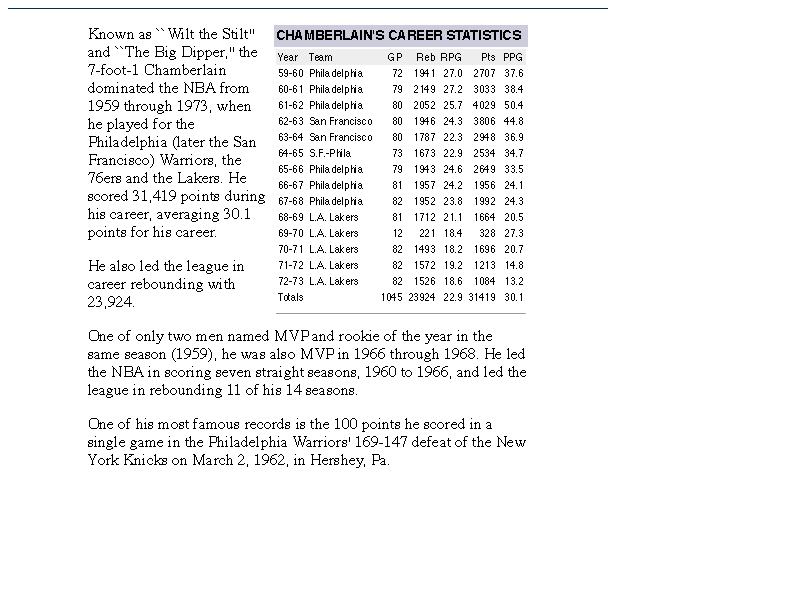 Known as `` Wilt the Stilt''
and ``The Big Dipper,'' the
7-foot-1 Chamberlain
dominated the NBA from
1959 through 1973, when
he played for the
Philadelphia (later the San
Francisco) Warriors, the
76ers and the Lakers. He
scored 31,419 points during
his career, averaging 30.1
points for his career.
He also led the league in
career rebounding with
23,924.
CHAMBERLAIN'S CAREER STATISTICS
Year Team GP Reb RPG Pts PPG
59-60 Philadelphia 72 1941 27.0 2707 37.6
60-61 Philadelphia 79 2149 27.2 3033 38.4
61-62 Philadelphia 80 2052 25.7 4029 50.4
62-63 San Francisco 80 1946 24.3 3806 44.8
63-64 San Francisco 80 1787 22.3 2948 36.9
64-65 S.F.-Phila 73 1673 22.9 2534 34.7
65-66 Philadelphia 79 1943 24.6 2649 33.5
66-67 Philadelphia 81 1957 24.2 1956 24.1
67-68 Philadelphia 82 1952 23.8 1992 24.3
68-69 L.A. Lakers 81 1712 21.1 1664 20.5
69-70 L.A. Lakers 12 221 18.4 328 27.3
70-71 L.A. Lakers 82 1493 18.2 1696 20.7
71-72 L.A. Lakers 82 1572 19.2 1213 14.8
72-73 L.A. Lakers 82 1526 18.6 1084 13.2
Totals 1045 23924 22.9 31419 30.1
One of only two men named MVP and rookie of the year in the
same season (1959), he was also MVP in 1966 through 1968. He led
the NBA in scoring seven straight seasons, 1960 to 1966, and led the
league in rebounding 11 of his 14 seasons.
One of his most famous records is the 100 points he scored in a
single game in the Philadelphia Warriors' 169-147 defeat of the New
York Knicks on March 2, 1962, in Hershey, Pa.